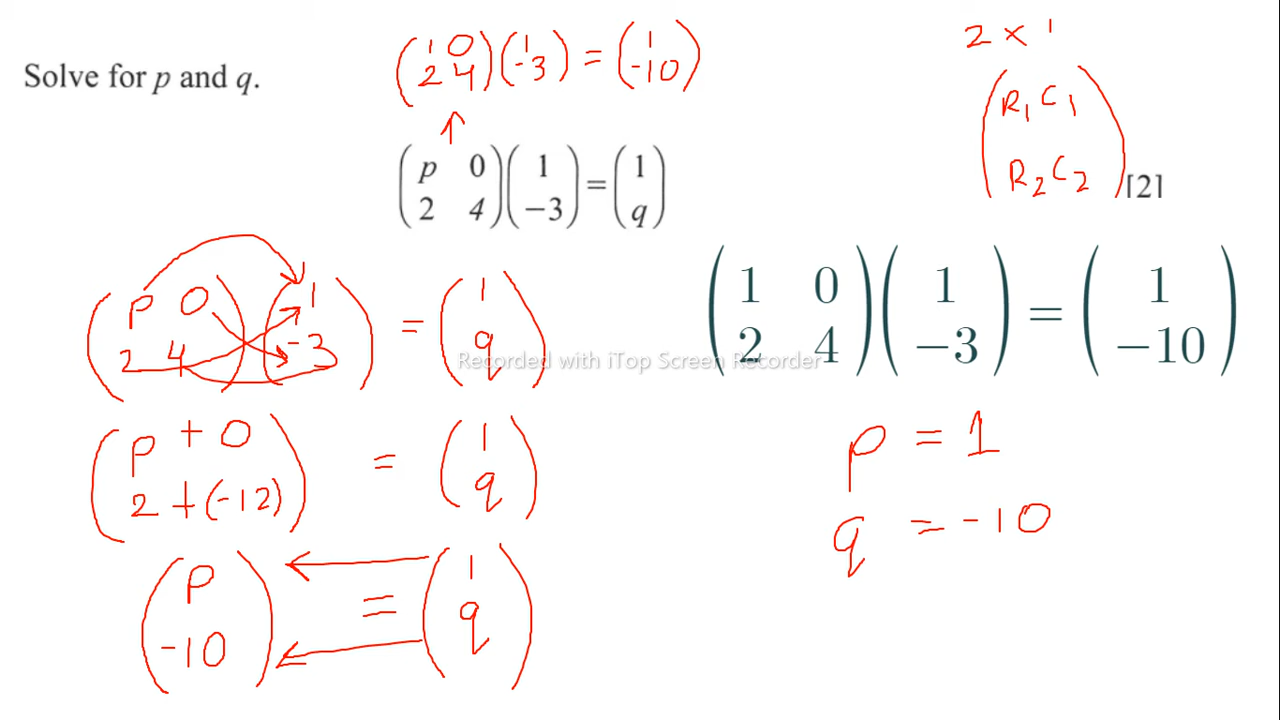 Solve for p and q.
(1 0
2 4)(1
-3) = (1
-10)
↑
(p 0
2 4)(1
−3) = (1
q)
2 × 1
(R₁C₁
R₂C₂)
[2]
(p 0
2 4)(1
-3) = (1
q)
Recorded with iTop Screen Recorder
(p + 0
2 + (-12)) = (1
q)
(p
-10) = (1
q)
(1 0
2 4)(1
−3) = (1
−10)
p = 1
q = -10